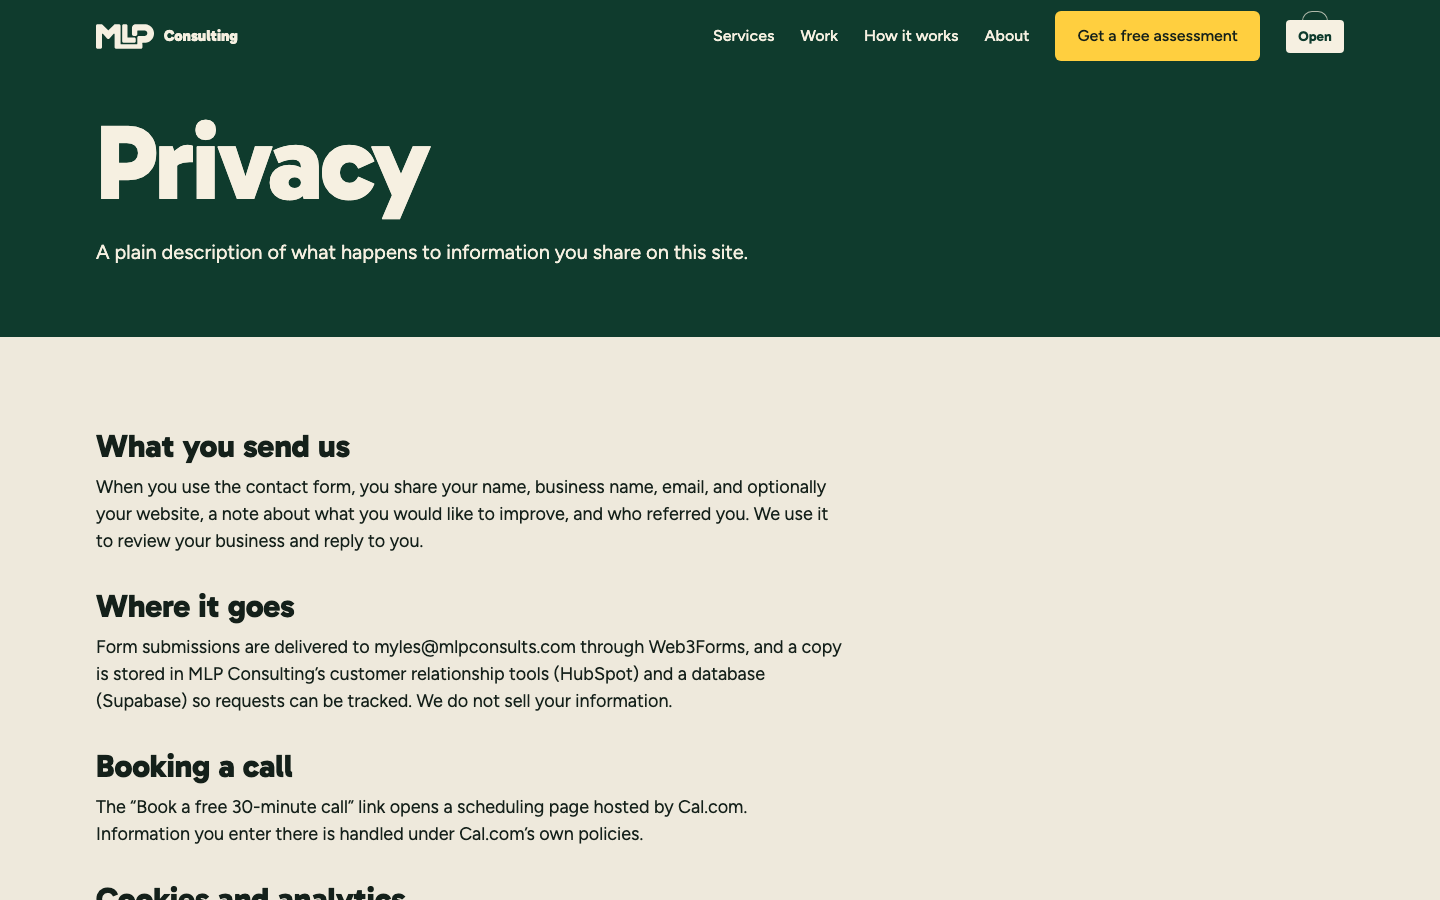 MLP Consulting
Services
Work
How it works
About
Get a free assessment
Open
Privacy
A plain description of what happens to information you share on this site.
What you send us
When you use the contact form, you share your name, business name, email, and optionally
your website, a note about what you would like to improve, and who referred you. We use it
to review your business and reply to you.
Where it goes
Form submissions are delivered to myles@mlpconsults.com through Web3Forms, and a copy
is stored in MLP Consulting’s customer relationship tools (HubSpot) and a database
(Supabase) so requests can be tracked. We do not sell your information.
Booking a call
The “Book a free 30-minute call” link opens a scheduling page hosted by Cal.com.
Information you enter there is handled under Cal.com’s own policies.
Cookies and analytics